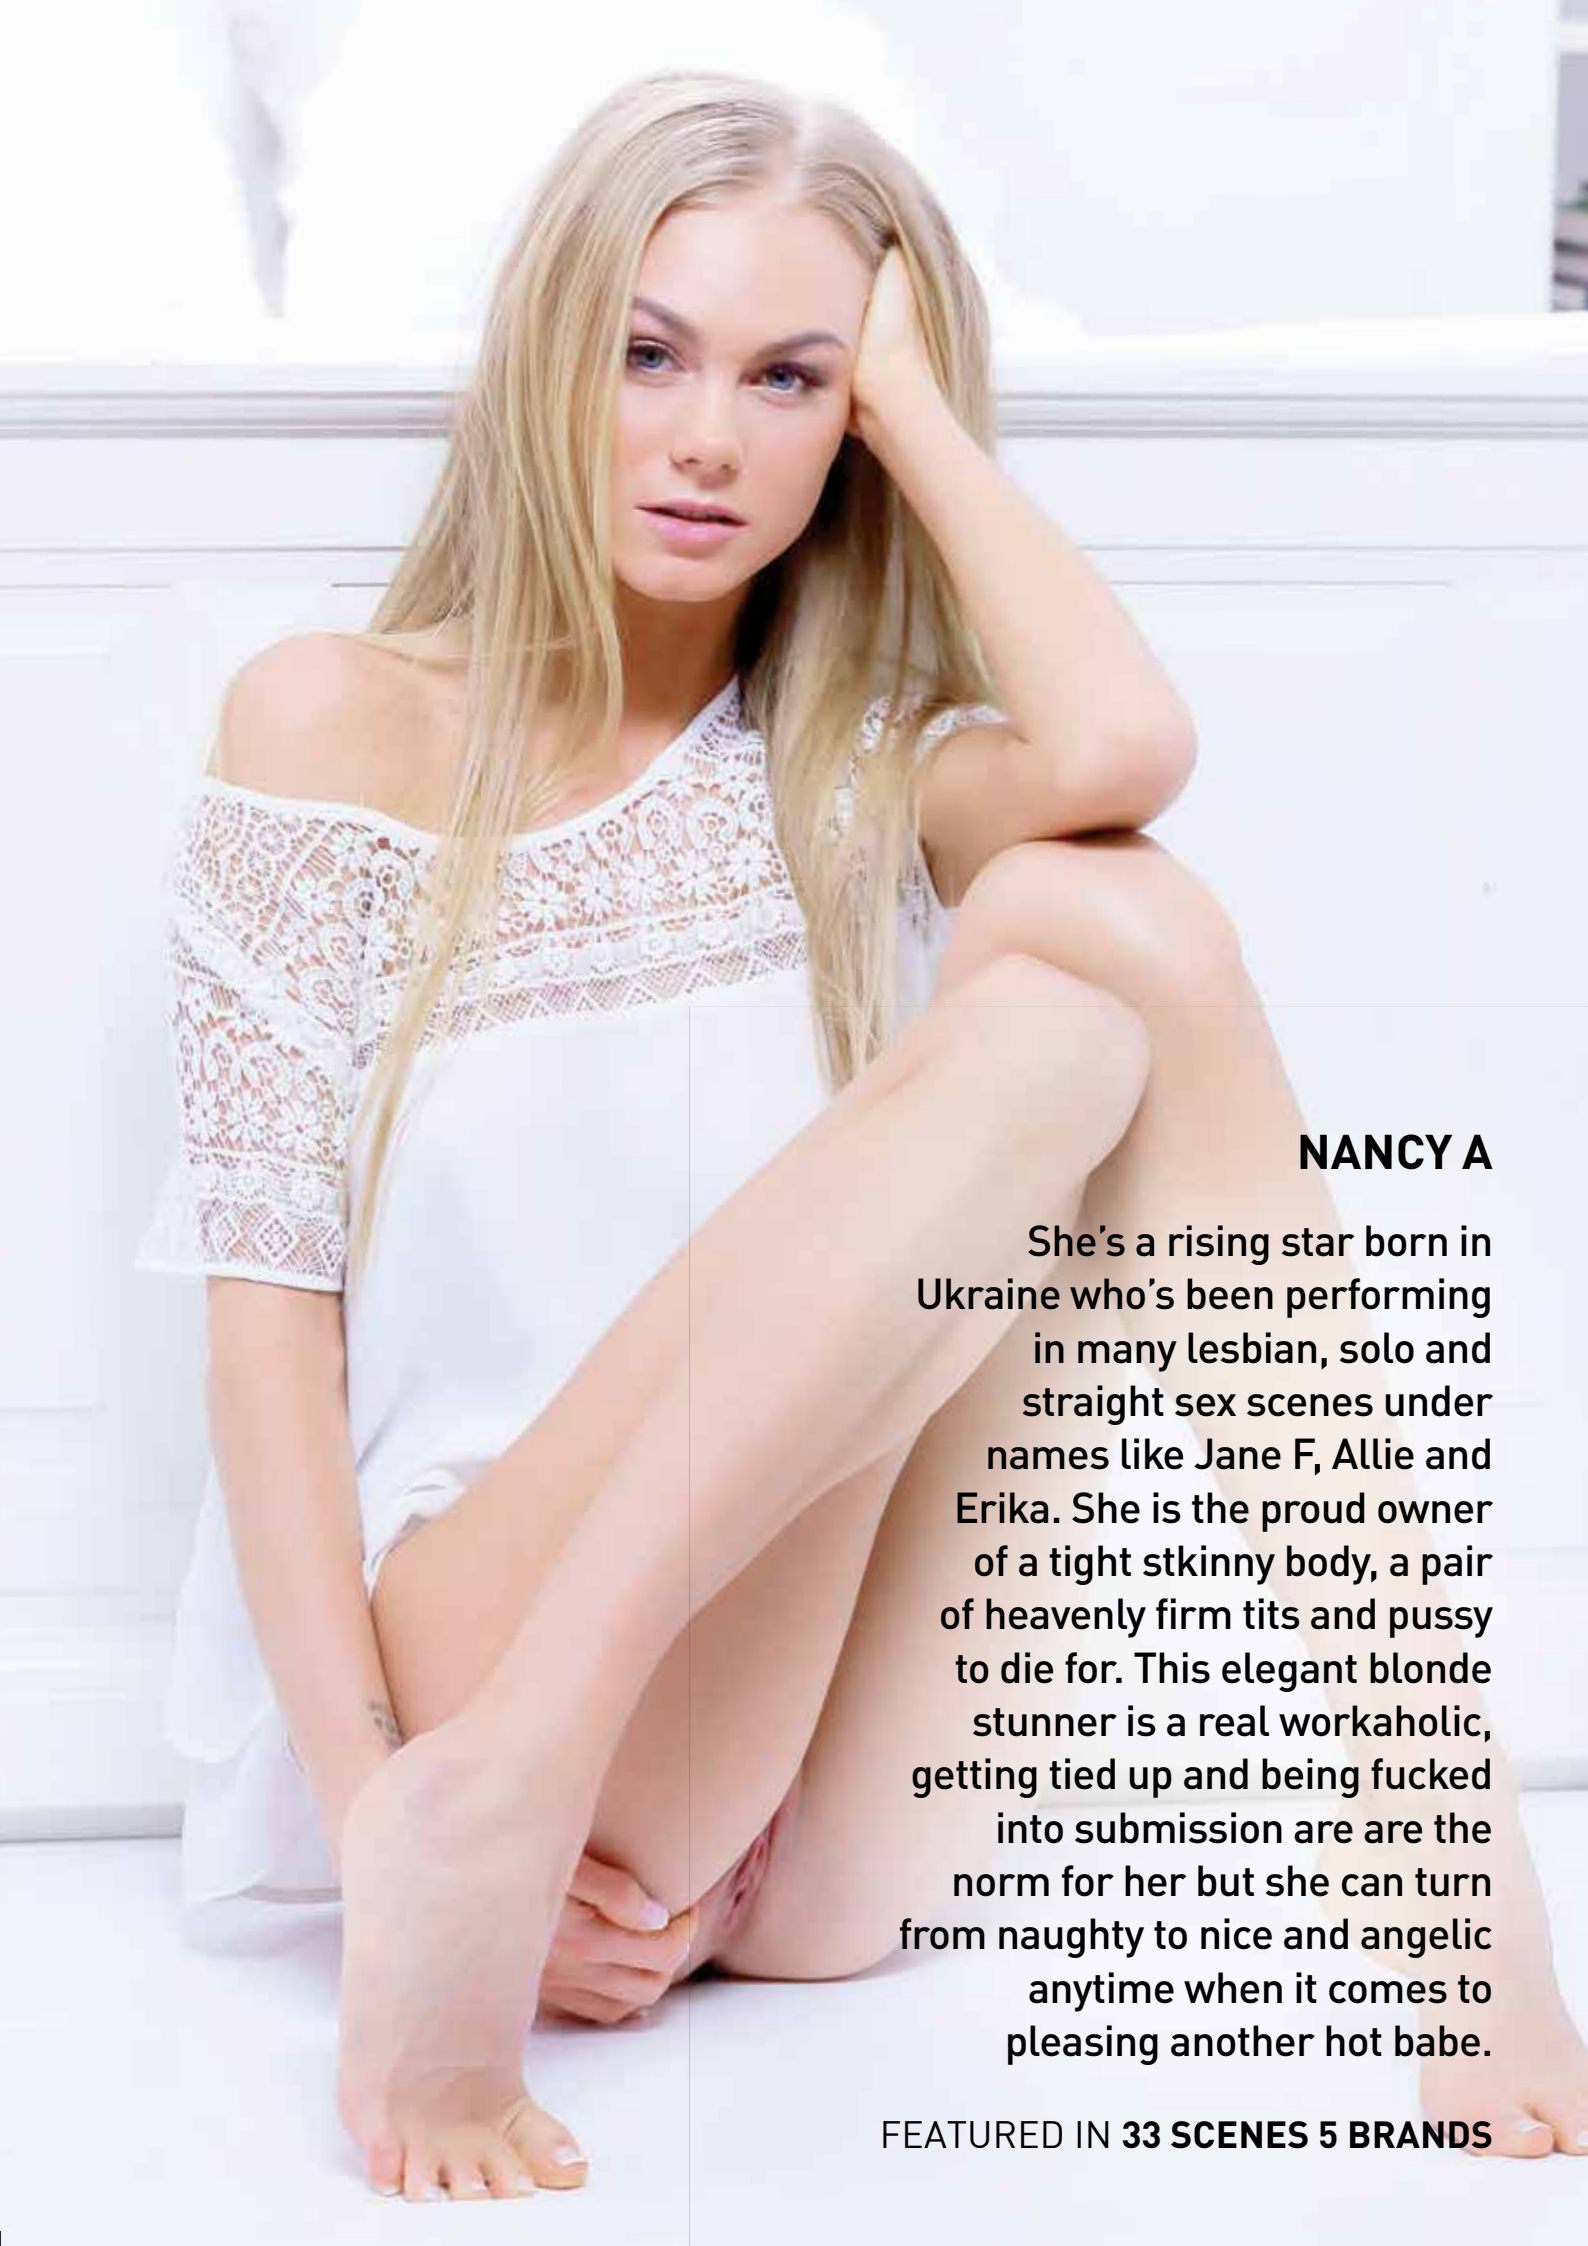 NANCY A
She’s a rising star born in
Ukraine who’s been performing
in many lesbian, solo and
straight sex scenes under
names like Jane F, Allie and
Erika. She is the proud owner
of a tight stkinny body, a pair
of heavenly firm tits and pussy
to die for. This elegant blonde
stunner is a real workaholic,
getting tied up and being fucked
into submission are are the
norm for her but she can turn
from naughty to nice and angelic
anytime when it comes to
pleasing another hot babe.
FEATURED IN 33 SCENES 5 BRANDS